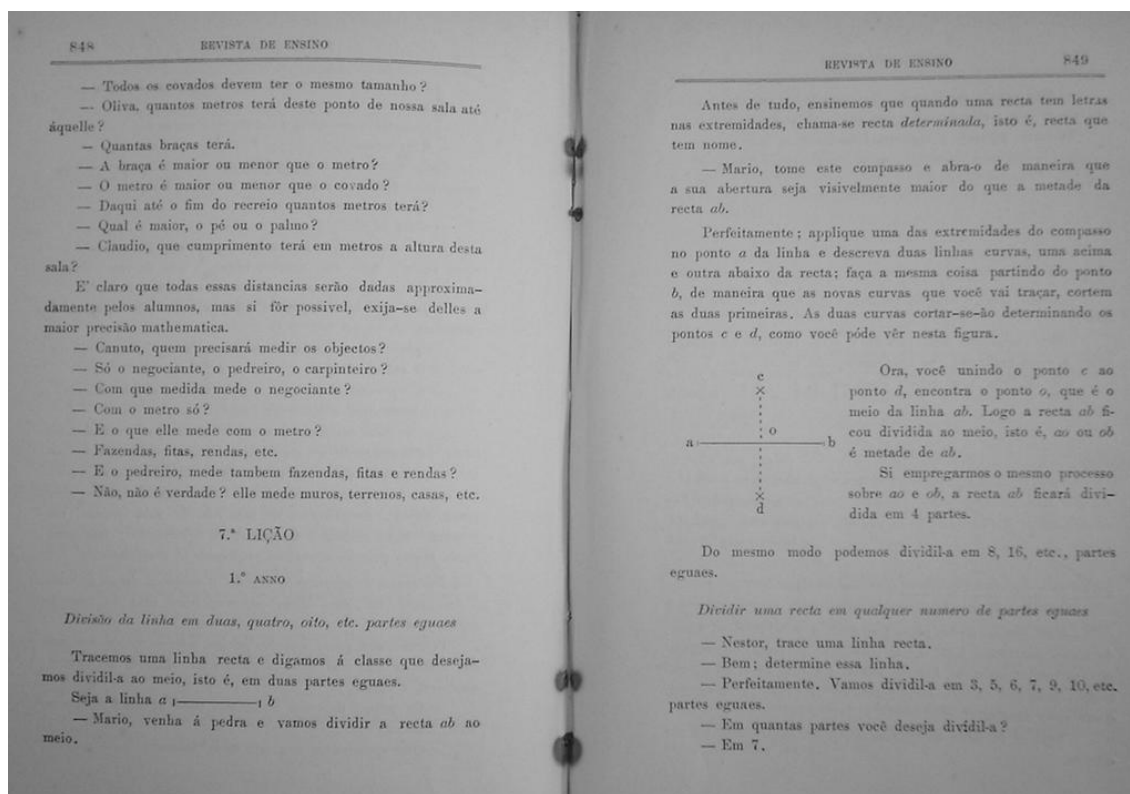 848
REVISTA DE ENSINO
— Todos os covados devem ter o mesmo tamanho?
— Oliva, quantos metros terá deste ponto de nossa sala até
áquelle?
— Quantas braças terá.
— A braça é maior ou menor que o metro?
— O metro é maior ou menor que o covado?
— Daqui até o fim do recreio quantos metros terá?
— Qual é maior, o pé ou o palmo?
— Claudio, que cumprimento terá em metros a altura desta
sala?
E' claro que todas essas distancias serão dadas approxima-
damente pelos alumnos, mas si fôr possivel, exija-se delles a
maior precisão mathematica.
— Canuto, quem precisará medir os objectos?
— Só o negociante, o pedreiro, o carpinteiro?
— Com que medida mede o negociante?
— Com o metro só?
— E o que elle mede com o metro?
— Fazendas, fitas, rendas, etc.
— E o pedreiro, mede tambem fazendas, fitas e rendas?
— Não, não é verdade? elle mede muros, terrenos, casas, etc.
7.ª LIÇÃO
1.º ANNO
Divisão da linha em duas, quatro, oito, etc. partes eguaes
Tracemos uma linha recta e digamos á classe que deseja-
mos dividil-a ao meio, isto é, em duas partes eguaes.
Seja a linha a b
— Mario, venha á pedra e vamos dividir a recta ab ao
meio.
REVISTA DE ENSINO
849
Antes de tudo, ensinemos que quando uma recta tem letras
nas extremidades, chama-se recta determinada, isto é, recta que
tem nome.
— Mario, tome este compasso e abra-o de maneira que
a sua abertura seja visivelmente maior do que a metade da
recta ab.
Perfeitamente; applique uma das extremidades do compasso
no ponto a da linha e descreva duas linhas curvas, uma acima
e outra abaixo da recta; faça a mesma coisa partindo do ponto
b, de maneira que as novas curvas que você vai traçar, cortem
as duas primeiras. As duas curvas cortar-se-ão determinando os
pontos c e d, como você póde vêr nesta figura.
c
o
a b
d
Ora, você unindo o ponto c ao
ponto d, encontra o ponto o, que é o
meio da linha ab. Logo a recta ab fi-
cou dividida ao meio, isto é, ao ou ob
é metade de ab.
Si empregarmos o mesmo processo
sobre ao e ob, a recta ab ficará divi-
dida em 4 partes.
Do mesmo modo podemos dividil-a em 8, 16, etc., partes
eguaes.
Dividir uma recta em qualquer numero de partes eguaes
— Nestor, trace uma linha recta.
— Bem; determine essa linha.
— Perfeitamente. Vamos dividil-a em 3, 5, 6, 7, 9, 10, etc.
partes eguaes.
— Em quantas partes você deseja dividil-a?
— Em 7.